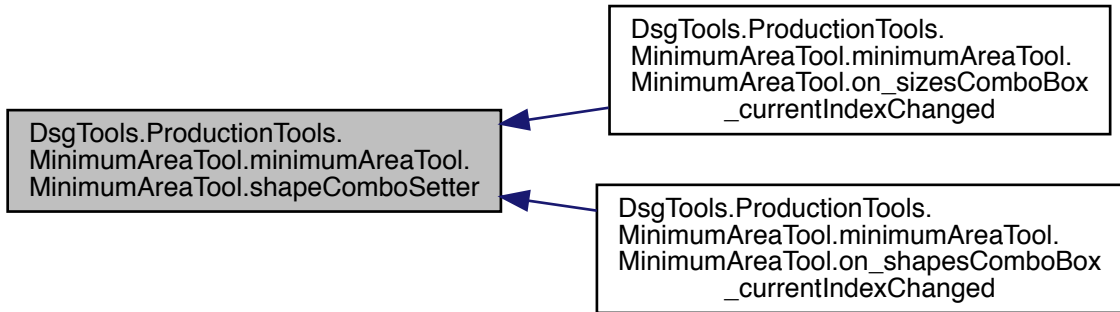 DsgTools.ProductionTools.
MinimumAreaTool.minimumAreaTool.
MinimumAreaTool.shapeComboSetter
DsgTools.ProductionTools.
MinimumAreaTool.minimumAreaTool.
MinimumAreaTool.on_sizesComboBox
_currentIndexChanged
DsgTools.ProductionTools.
MinimumAreaTool.minimumAreaTool.
MinimumAreaTool.on_shapesComboBox
_currentIndexChanged